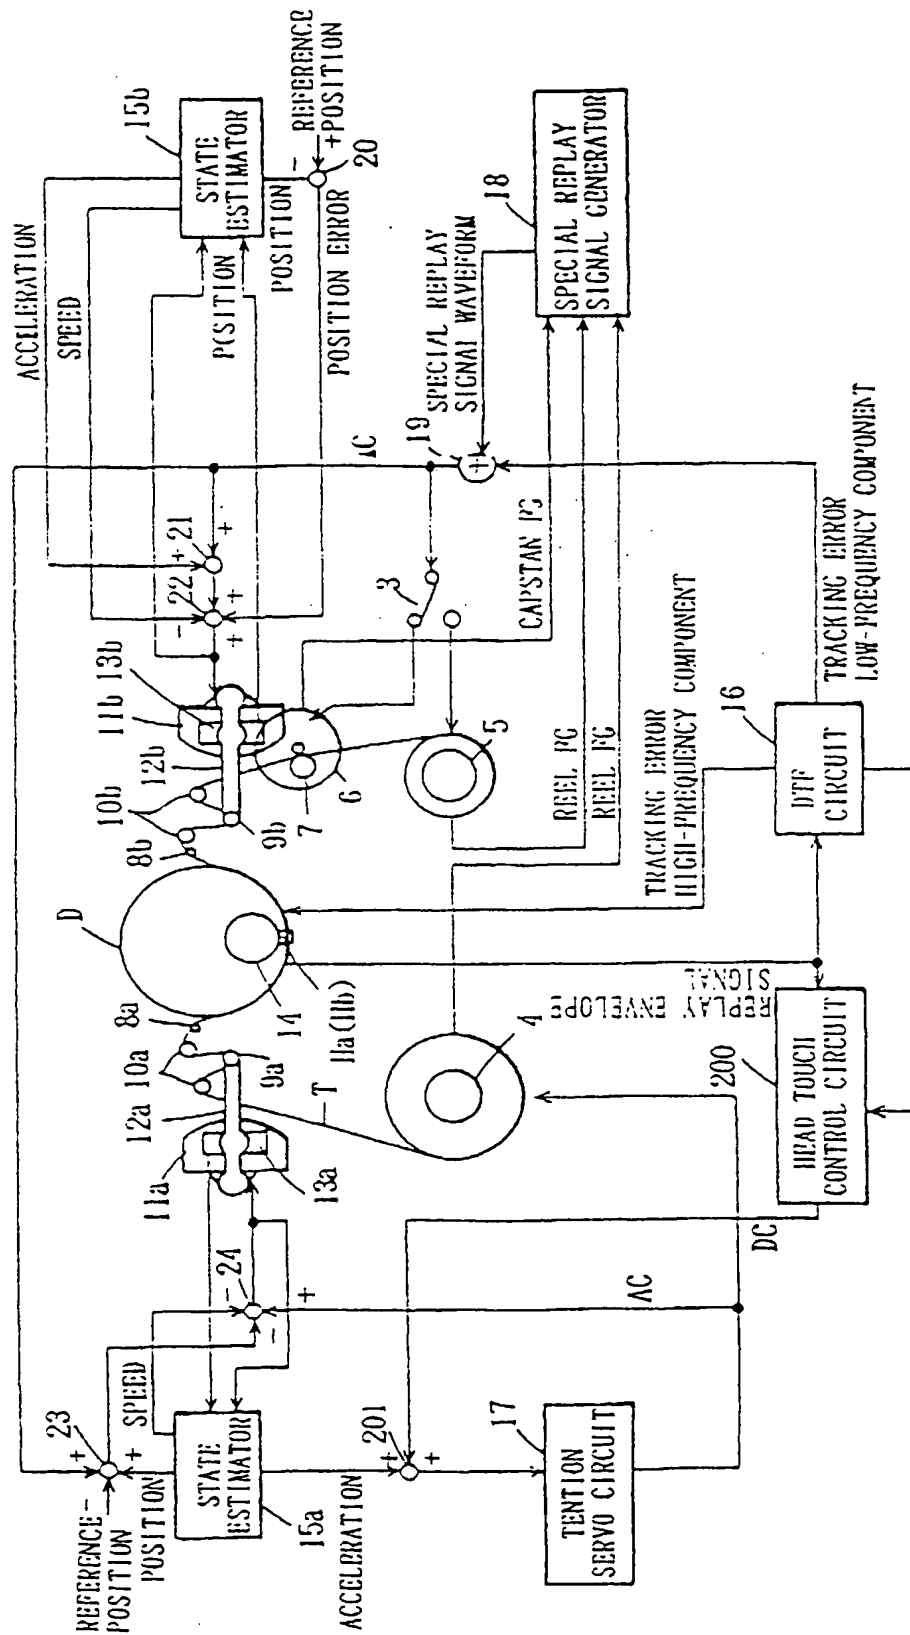 ACCELERATION
SPEED
15b
STATE
ESTIMATOR
P(SITION
POSITION
-
REFERENCE
+POSITION
20
POSITION ERROR
AC
21
+
+
22
-
+
+
13b
11b
12b
10b
9b
8b
7
6
3
5
19
+
SPECIAL REPLAY
SIGNAL WAVEFORM
18
SPECIAL REPLAY
SIGNAL GENERATOR
CAPSTAN FG
REEL FG
REEL FG
TRACKING ERROR
HIGH-FREQUENCY COMPONENT
TRACKING ERROR
LOW-FREQUENCY COMPONENT
16
DTF
CIRCUIT
D
14
Ha(Hb)
8a
10a
9a
12a
11a
13a
T
4
REPLAY ENVELOPE
SIGNAL
200
HEAD TOUCH
CONTROL CIRCUIT
DC
AC
24
-
-
+
SPEED
23
+
+
REFERENCE-
POSITION
POSITION
STATE
ESTIMATOR
15a
ACCELERATION
201
+
+
17
TENTION
SERVO CIRCUIT